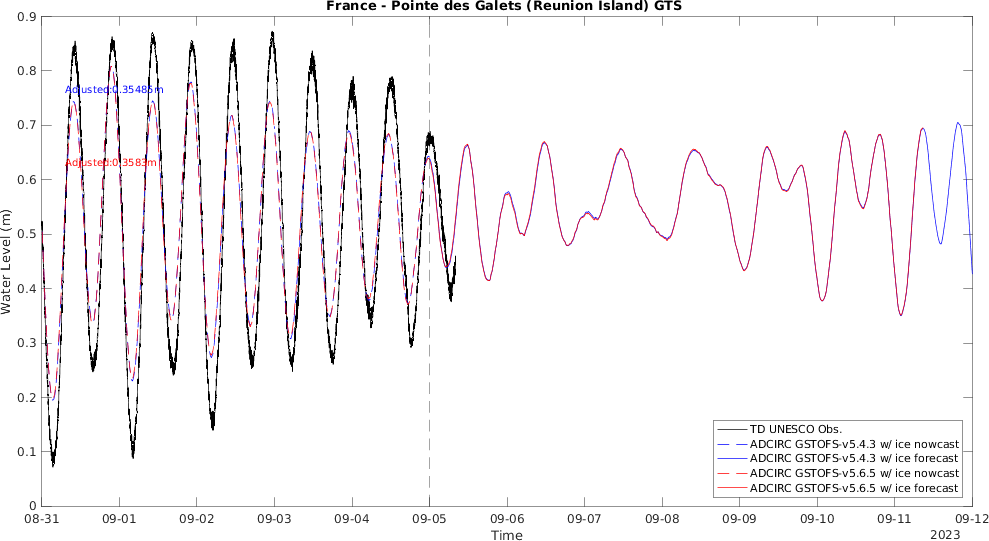 France - Pointe des Galets (Reunion Island) GTS
0.9
0.8
0.7
0.6
0.5
0.4
0.3
0.2
0.1
0
Water Level (m)
Adjusted:0.35485m
Adjusted:0.3583m
TD UNESCO Obs.
ADCIRC GSTOFS-v5.4.3 w/ ice nowcast
ADCIRC GSTOFS-v5.4.3 w/ ice forecast
ADCIRC GSTOFS-v5.6.5 w/ ice nowcast
ADCIRC GSTOFS-v5.6.5 w/ ice forecast
08-31 09-01 09-02 09-03 09-04 09-05 09-06 09-07 09-08 09-09 09-10 09-11 09-12
Time
2023